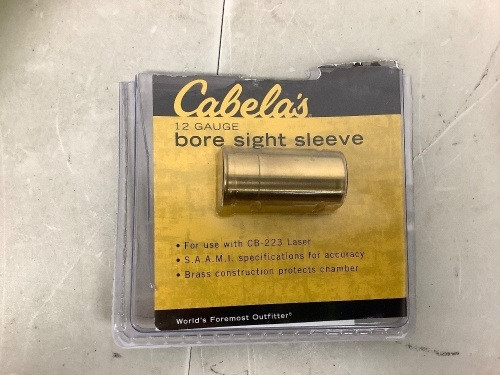 Cabela's
12 GAUGE
bore sight sleeve
• For use with CB-223 Laser
• S.A.A.M.I. specifications for accuracy
• Brass construction protects chamber
World's Foremost Outfitter®